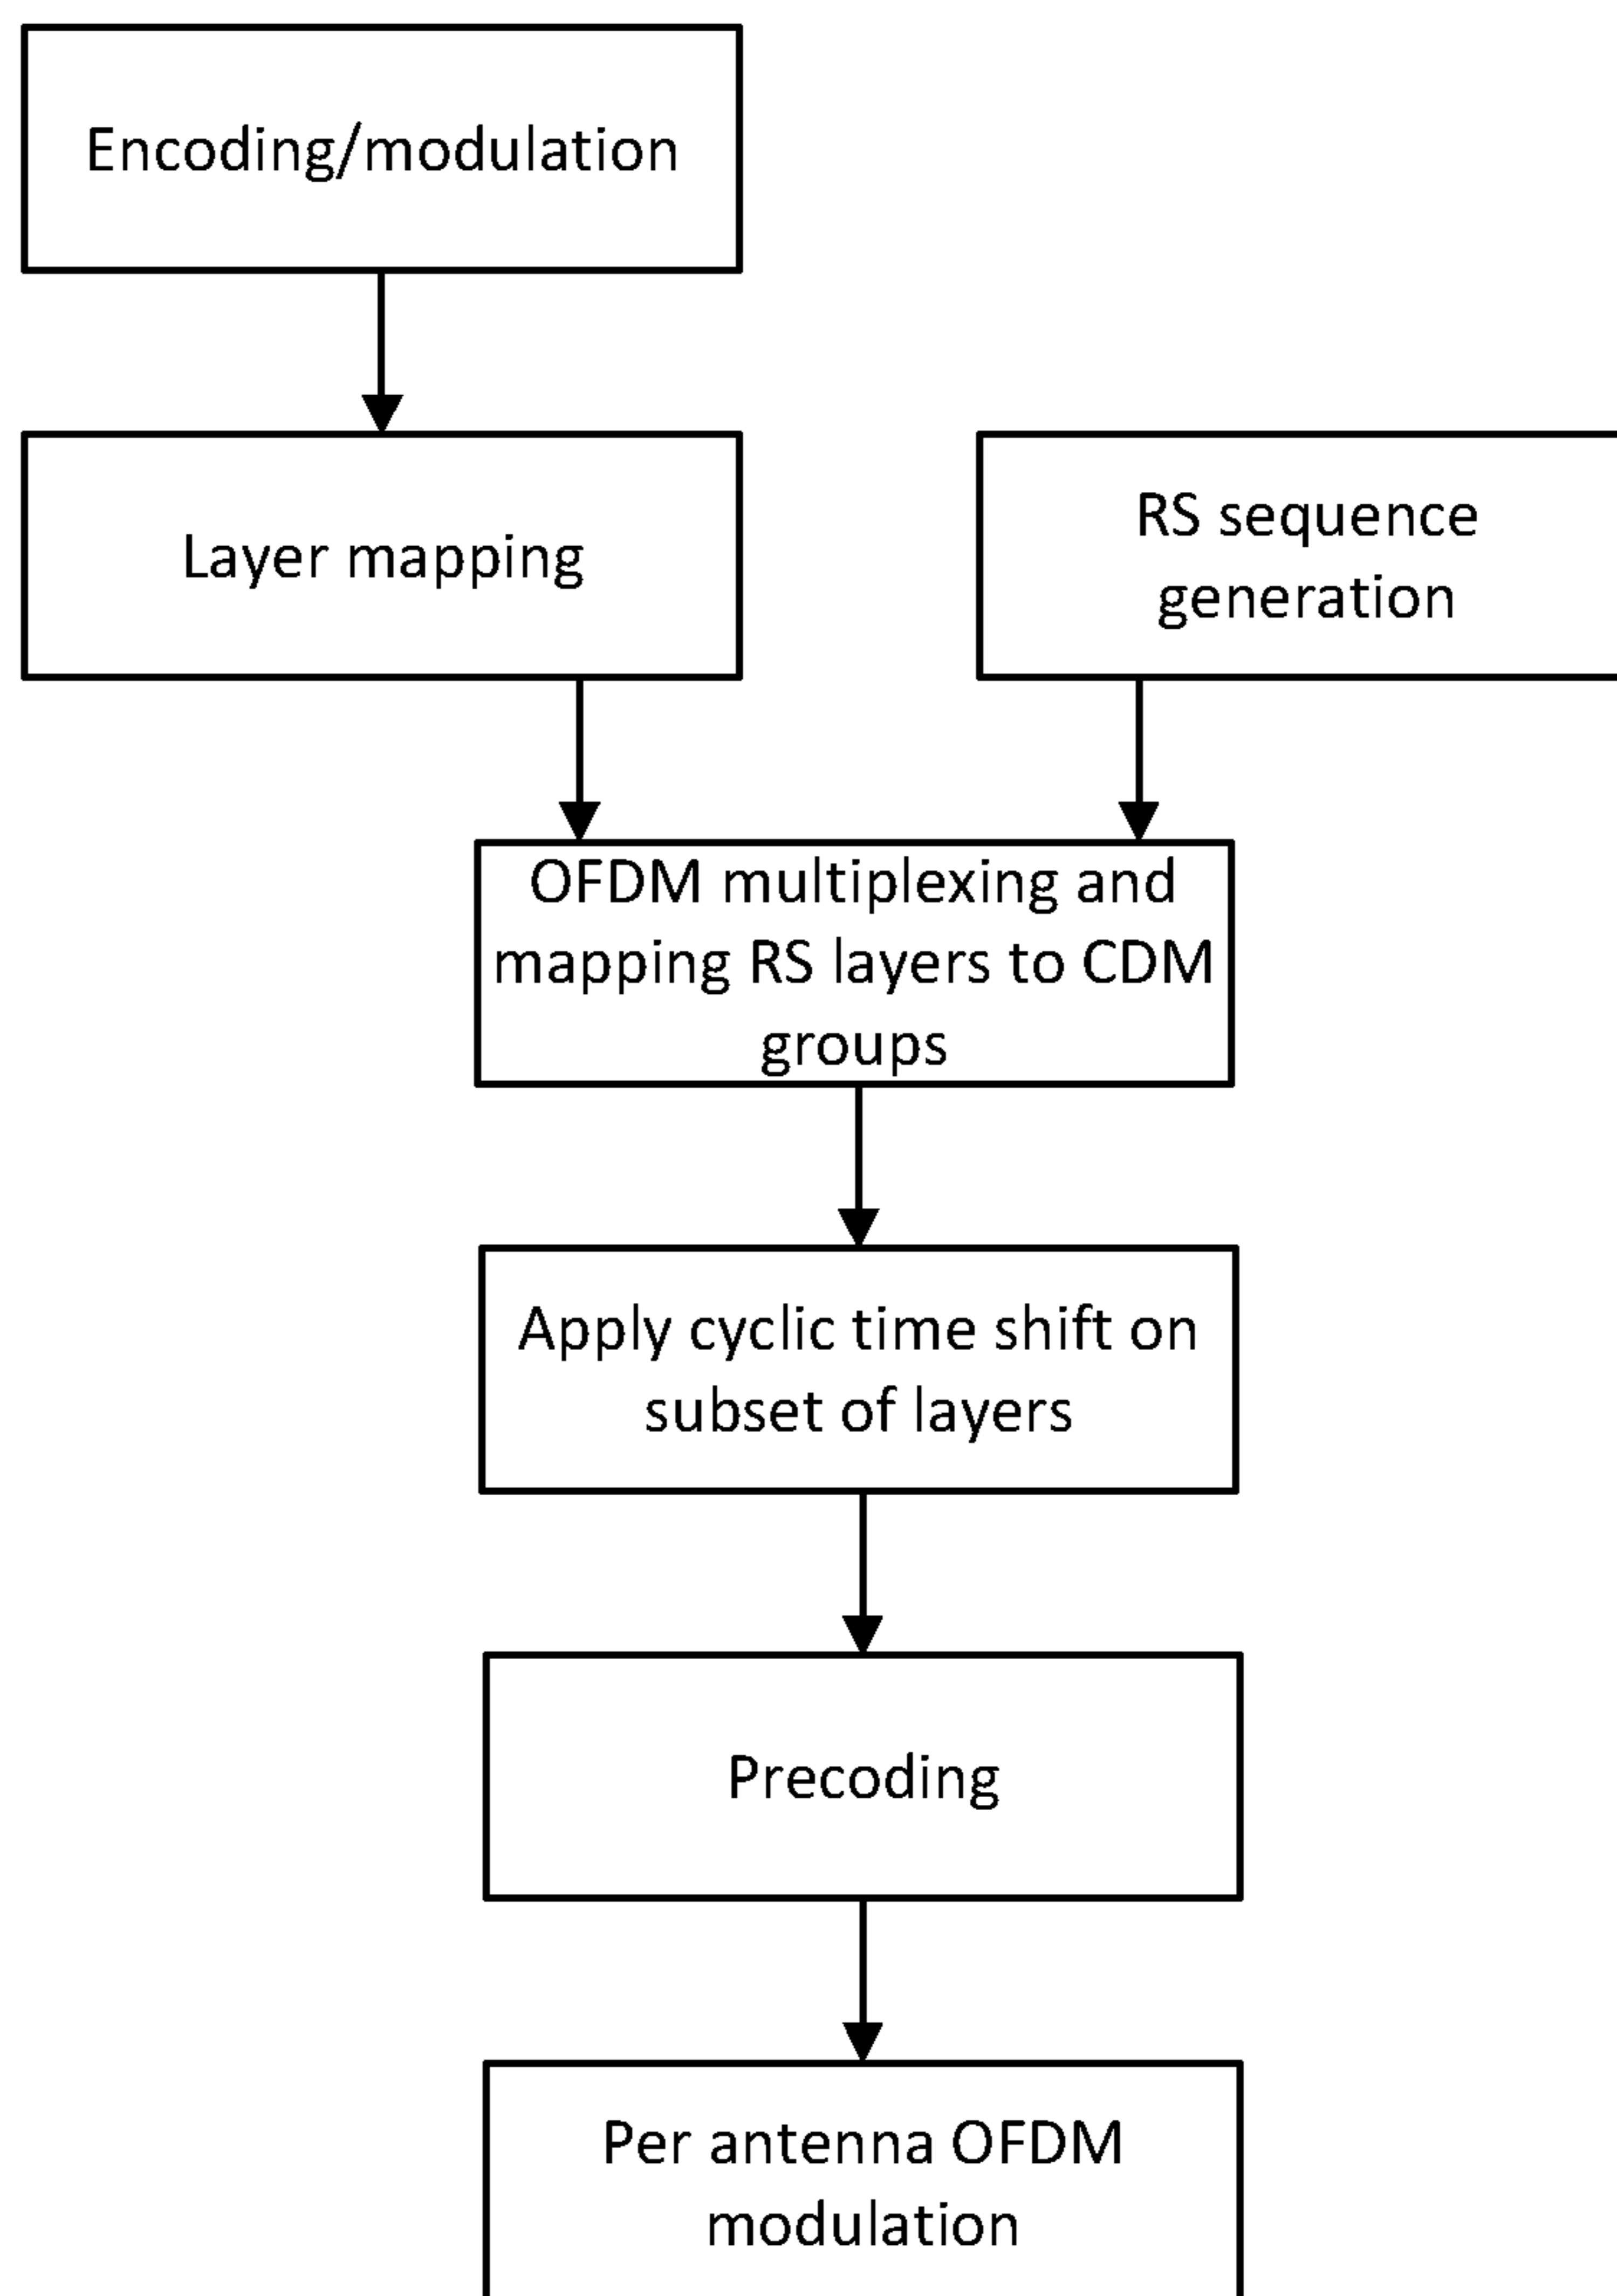 Encoding/modulation
Layer mapping
RS sequence
generation
OFDM multiplexing and
mapping RS layers to CDM
groups
Apply cyclic time shift on
subset of layers
Precoding
Per antenna OFDM
modulation